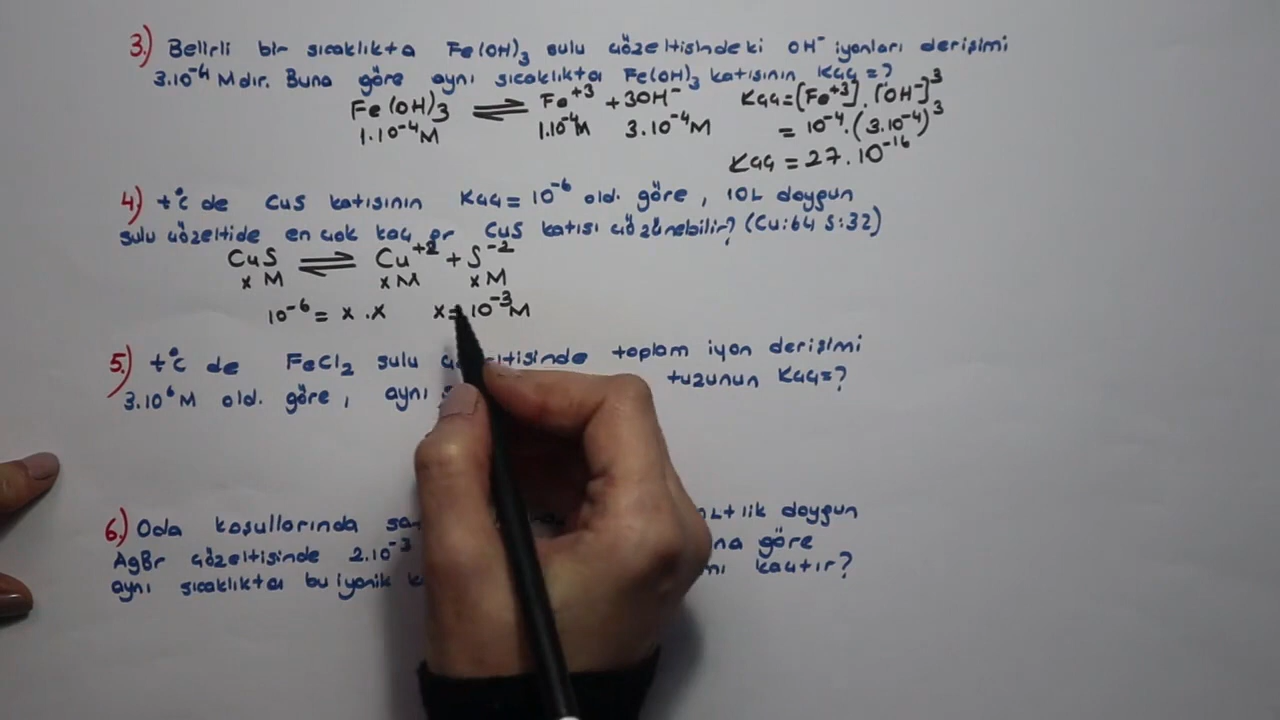 3.) Belirli bir sıcaklıkta Fe(OH)₃ sulu çözeltisindeki OH⁻ iyonları derişimi
3.10⁻⁴ M dır. Buna göre aynı sıcaklıkta Fe(OH)₃ katısının Kçç=?
Fe(OH)₃ ⇌ Fe⁺³ + 3OH⁻ Kçç=[Fe⁺³].[OH⁻]³
1.10⁻⁴M 1.10⁻⁴M 3.10⁻⁴M = 10⁻⁴.(3.10⁻⁴)³
Kçç = 27.10⁻¹⁶
4) t°C de CuS katısının Kçç= 10⁻⁶ old. göre, 10L doygun
sulu çözeltide en çok kaç gr CuS katısı çözünebilir? (Cu:64 S:32)
CuS ⇌ Cu⁺² + S⁻²
x M x M x M
10⁻⁶ = x . x x= 10⁻³M
5.) t°C de FeCl₂ sulu toplam iyon derişimi
3.10⁶ M old. göre, aynı tuzunun Kçç=?
6.) Oda koşullarında doygun
AgBr çözeltisinde 2.10⁻³ göre
aynı sıcaklıkta bu iyonik kaçtır?